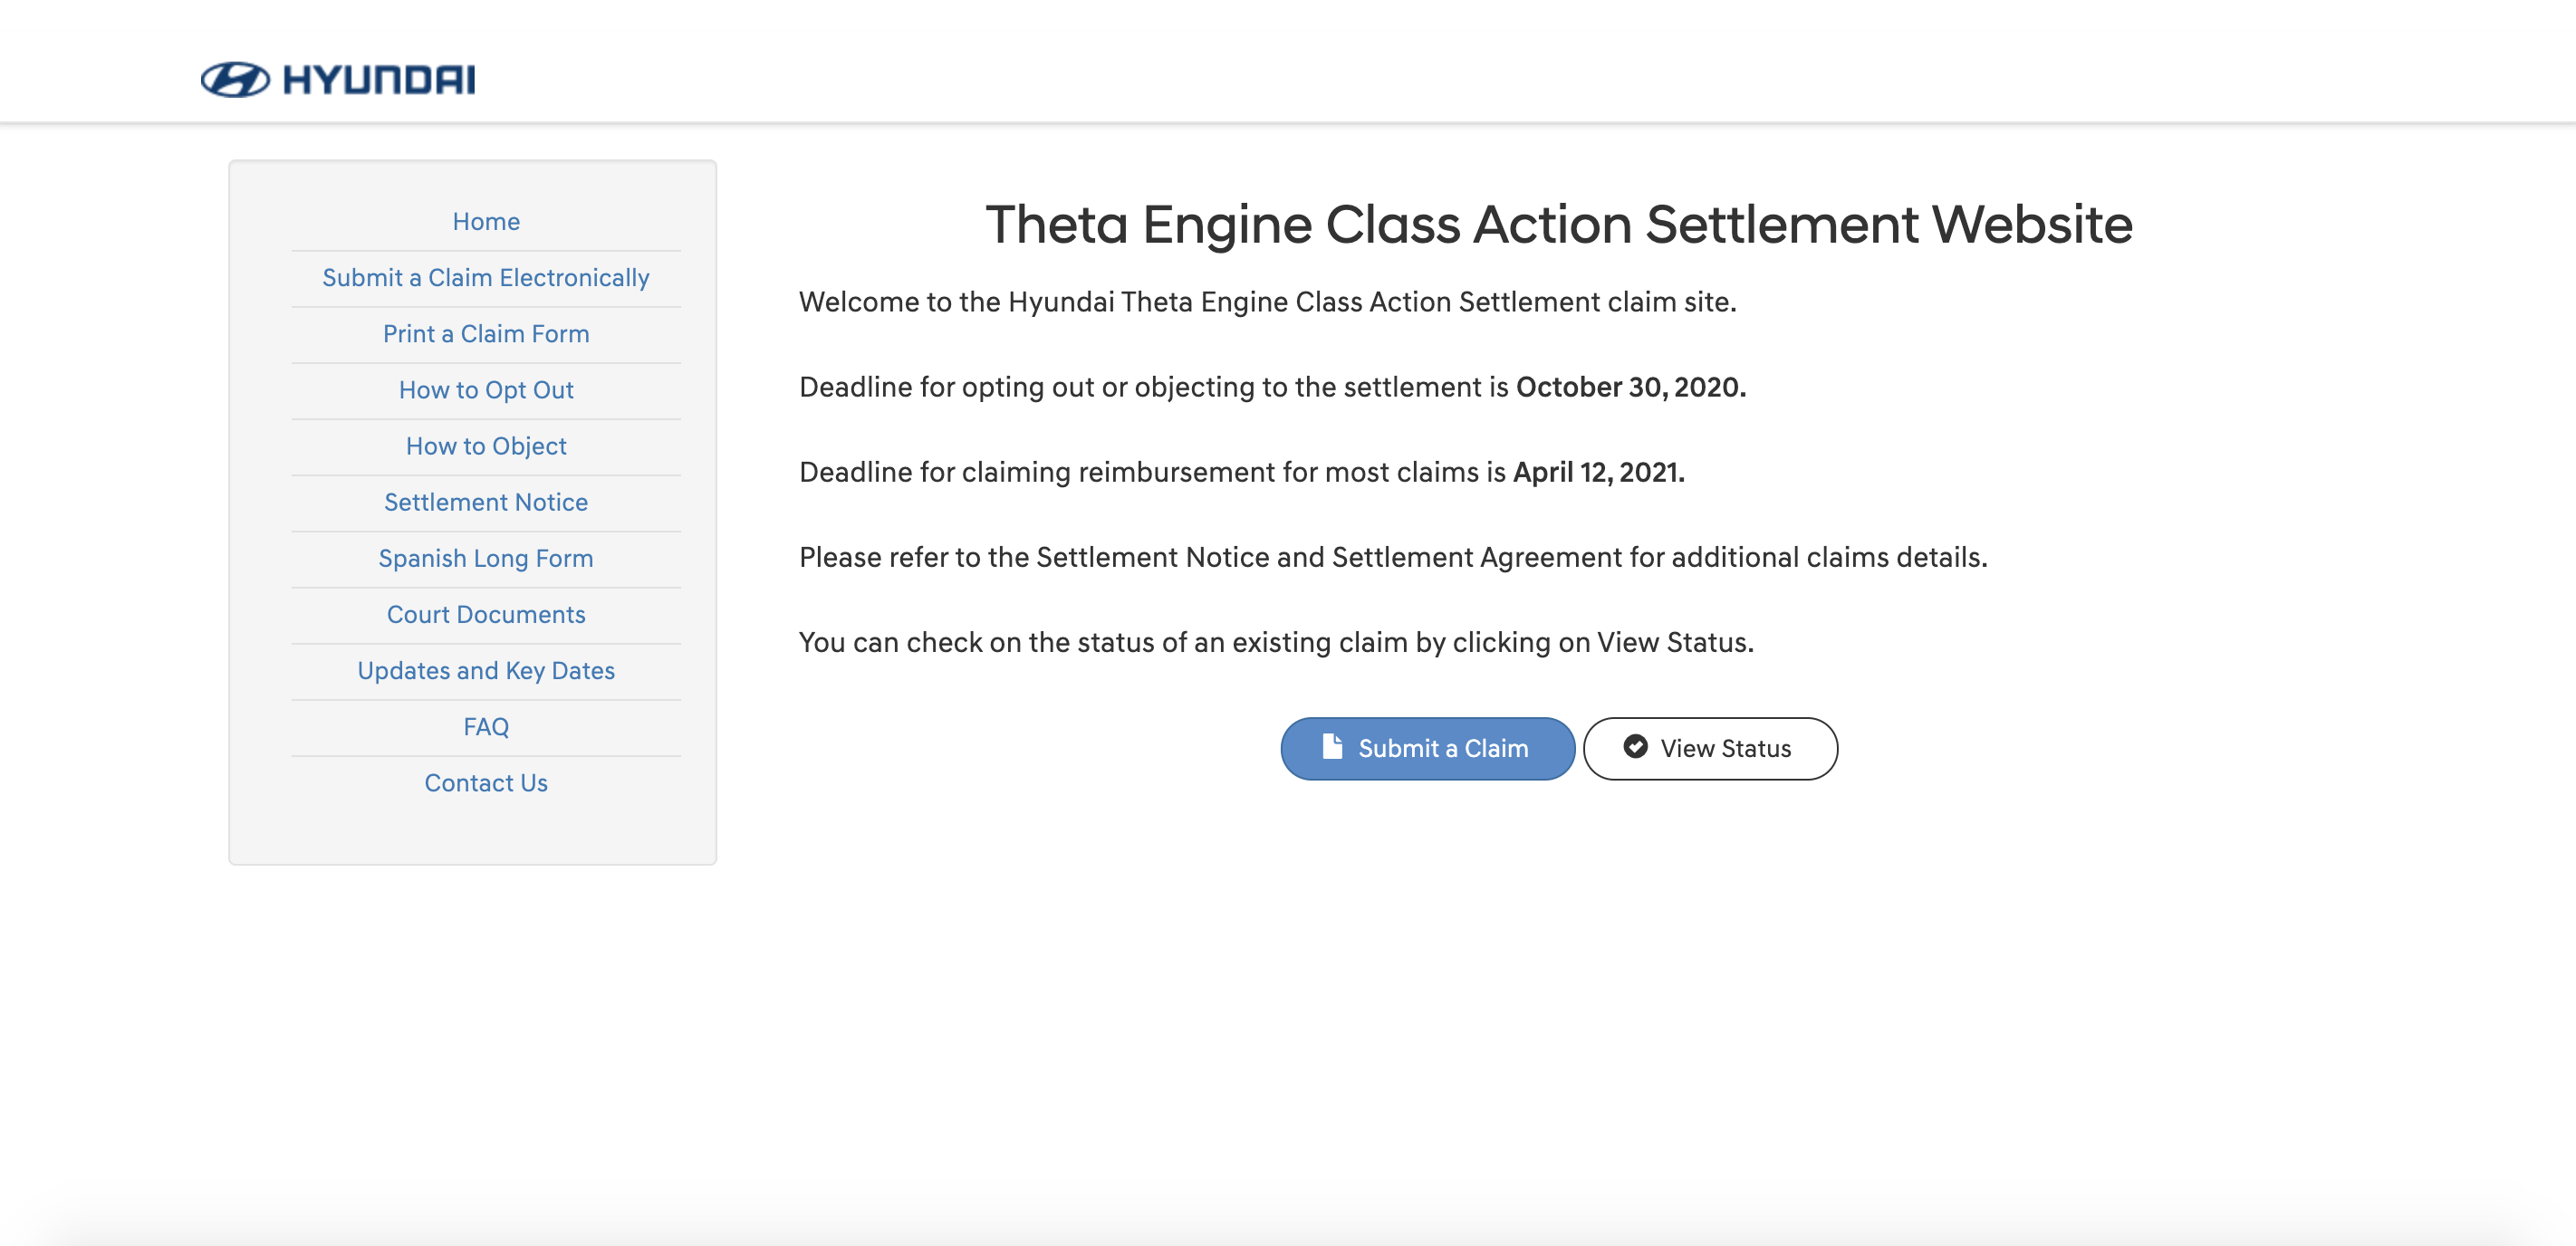 HYUNDAI
Home
Submit a Claim Electronically
Print a Claim Form
How to Opt Out
How to Object
Settlement Notice
Spanish Long Form
Court Documents
Updates and Key Dates
FAQ
Contact Us
Theta Engine Class Action Settlement Website
Welcome to the Hyundai Theta Engine Class Action Settlement claim site.
Deadline for opting out or objecting to the settlement is October 30, 2020.
Deadline for claiming reimbursement for most claims is April 12, 2021.
Please refer to the Settlement Notice and Settlement Agreement for additional claims details.
You can check on the status of an existing claim by clicking on View Status.
Submit a Claim
View Status